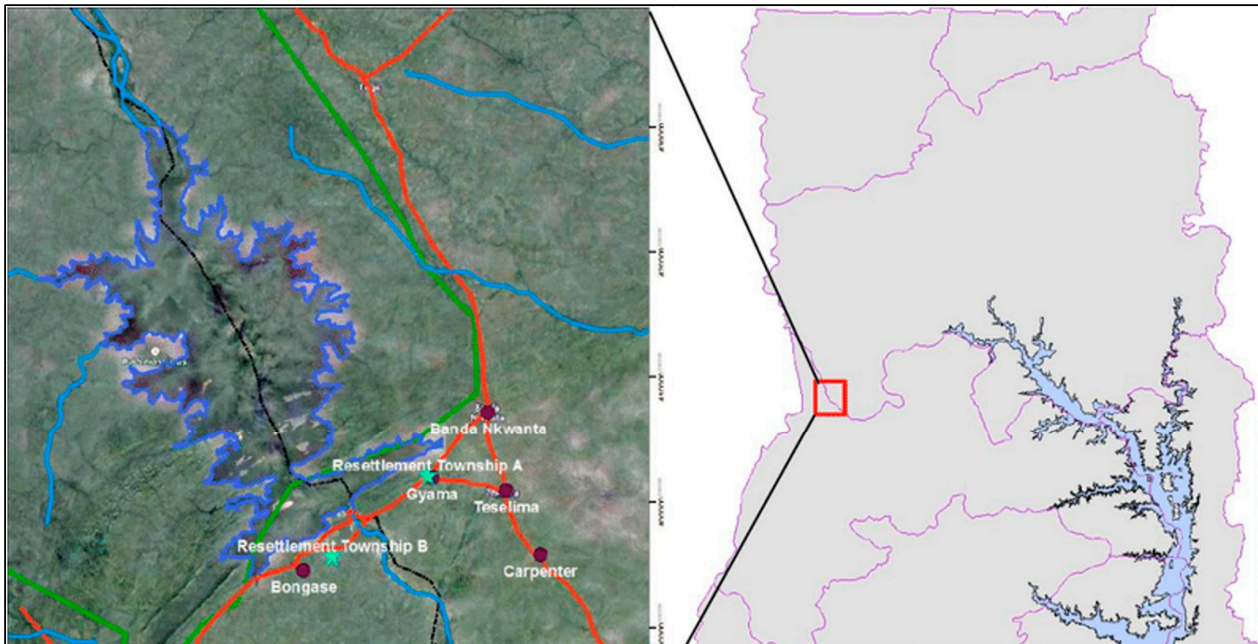 Banda Nkwanta
Resettlement Township A
Gyama
Teselima
Resettlement Township B
Bongase
Carpenter